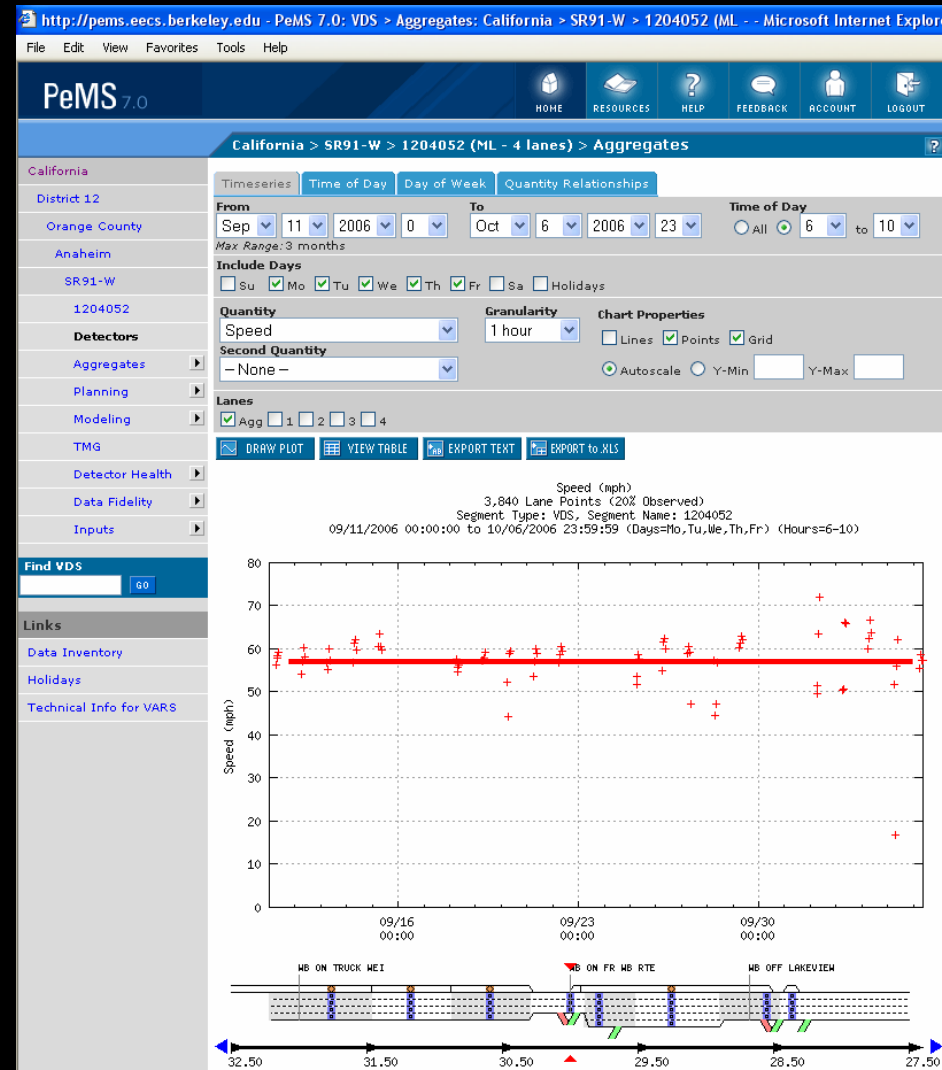 http://pems.eecs.berkeley.edu - PeMS 7.0: VDS > Aggregates: California > SR91-W > 1204052 (ML - - Microsoft Internet Explore
File Edit View Favorites Tools Help
PeMS 7.0
HOME RESOURCES HELP FEEDBACK ACCOUNT LOGOUT
California > SR91-W > 1204052 (ML - 4 lanes) > Aggregates ?
California
District 12
Orange County
Anaheim
SR91-W
1204052
Detectors
Aggregates
Planning
Modeling
TMG
Detector Health
Data Fidelity
Inputs
Find VDS
GO
Links
Data Inventory
Holidays
Technical Info for VARS
Timeseries Time of Day Day of Week Quantity Relationships
From To Time of Day
Sep 11 2006 0 Oct 6 2006 23 All 6 to 10
Max Range: 3 months
Include Days
Su Mo Tu We Th Fr Sa Holidays
Quantity Granularity Chart Properties
Speed 1 hour Lines Points Grid
Second Quantity
– None – Autoscale Y-Min Y-Max
Lanes
Agg 1 2 3 4
DRAW PLOT VIEW TABLE EXPORT TEXT EXPORT to .XLS
Speed (mph)
3,840 Lane Points (20% Observed)
Segment Type: VDS, Segment Name: 1204052
09/11/2006 00:00:00 to 10/06/2006 23:59:59 (Days=Mo,Tu,We,Th,Fr) (Hours=6-10)
80
70
60
50
40
30
20
10
0
Speed (mph)
09/16 09/23 09/30
00:00 00:00 00:00
WB ON TRUCK WEI WB ON FR WB RTE WB OFF LAKEVIEW
32.50 31.50 30.50 29.50 28.50 27.50